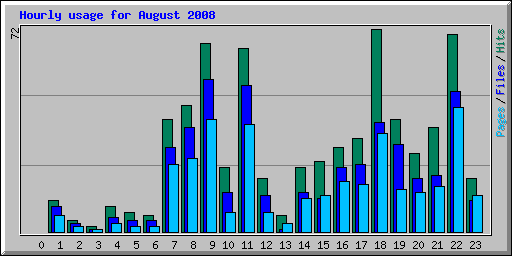 Hourly usage for August 2008
72
Pages/Files/Hits
0 1 2 3 4 5 6 7 8 9 10 11 12 13 14 15 16 17 18 19 20 21 22 23